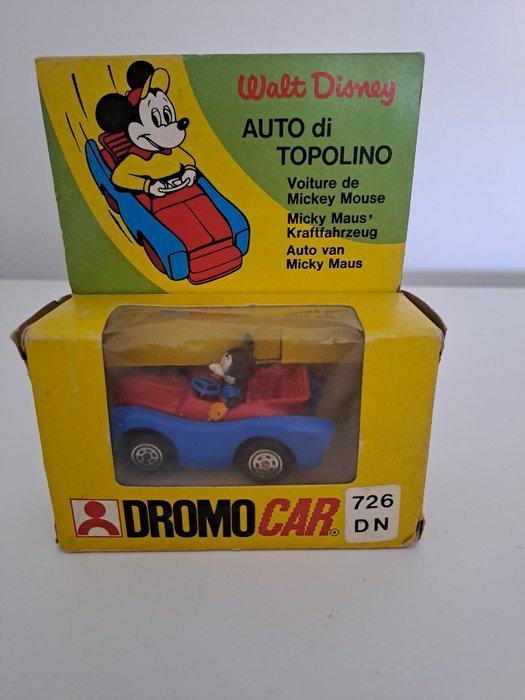 Walt Disney
AUTO di
TOPOLINO
Voiture de
Mickey Mouse
Micky Maus'
Kraftfahrzeug
Auto van
Micky Maus
DROMOCAR®
726
DN